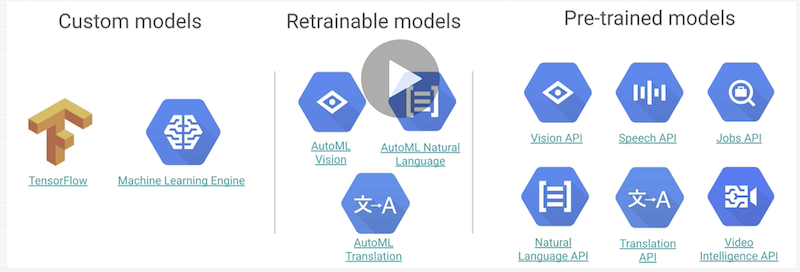 Custom models
Retrainable models
Pre-trained models
TensorFlow
Machine Learning Engine
AutoML
Vision
AutoML Natural
Language
文→A
AutoML
Translation
Vision API
Speech API
Jobs API
Natural
Language API
文→A
Translation
API
Video
Intelligence API